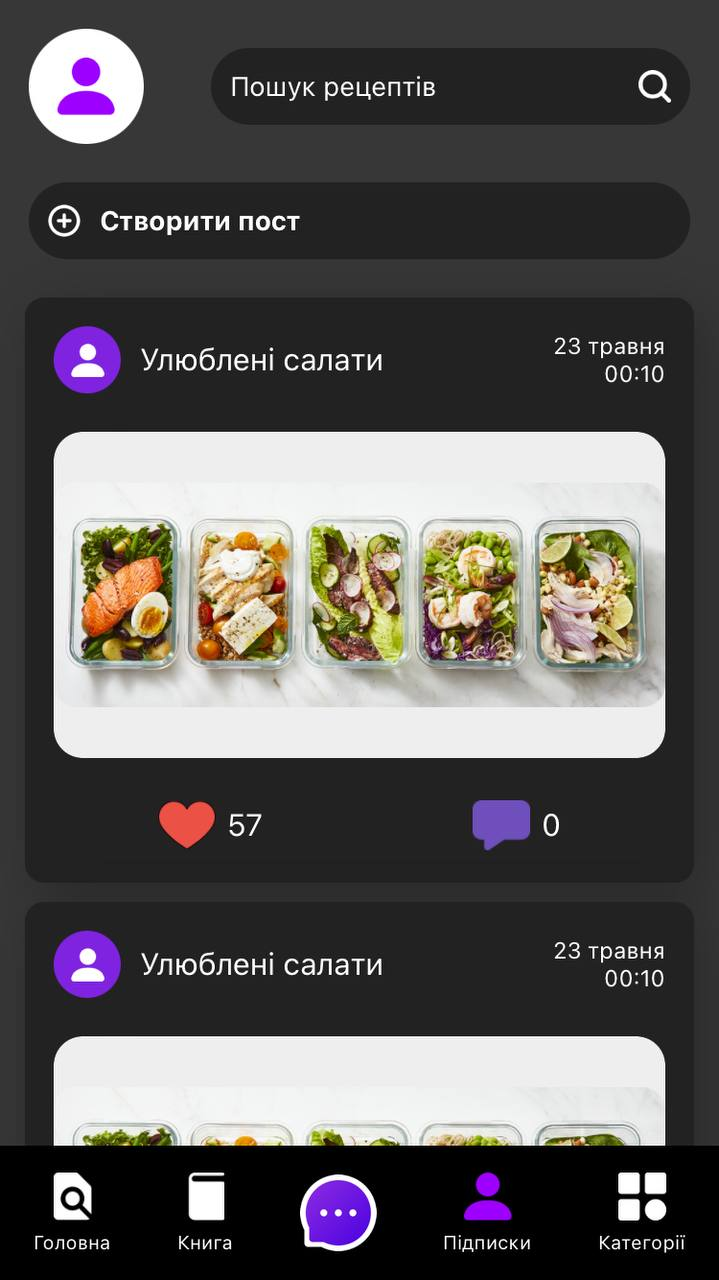 Пошук рецептів
Створити пост
Улюблені салати
23 травня
00:10
57
0
Улюблені салати
23 травня
00:10
Головна
Книга
Підписки
Категорії